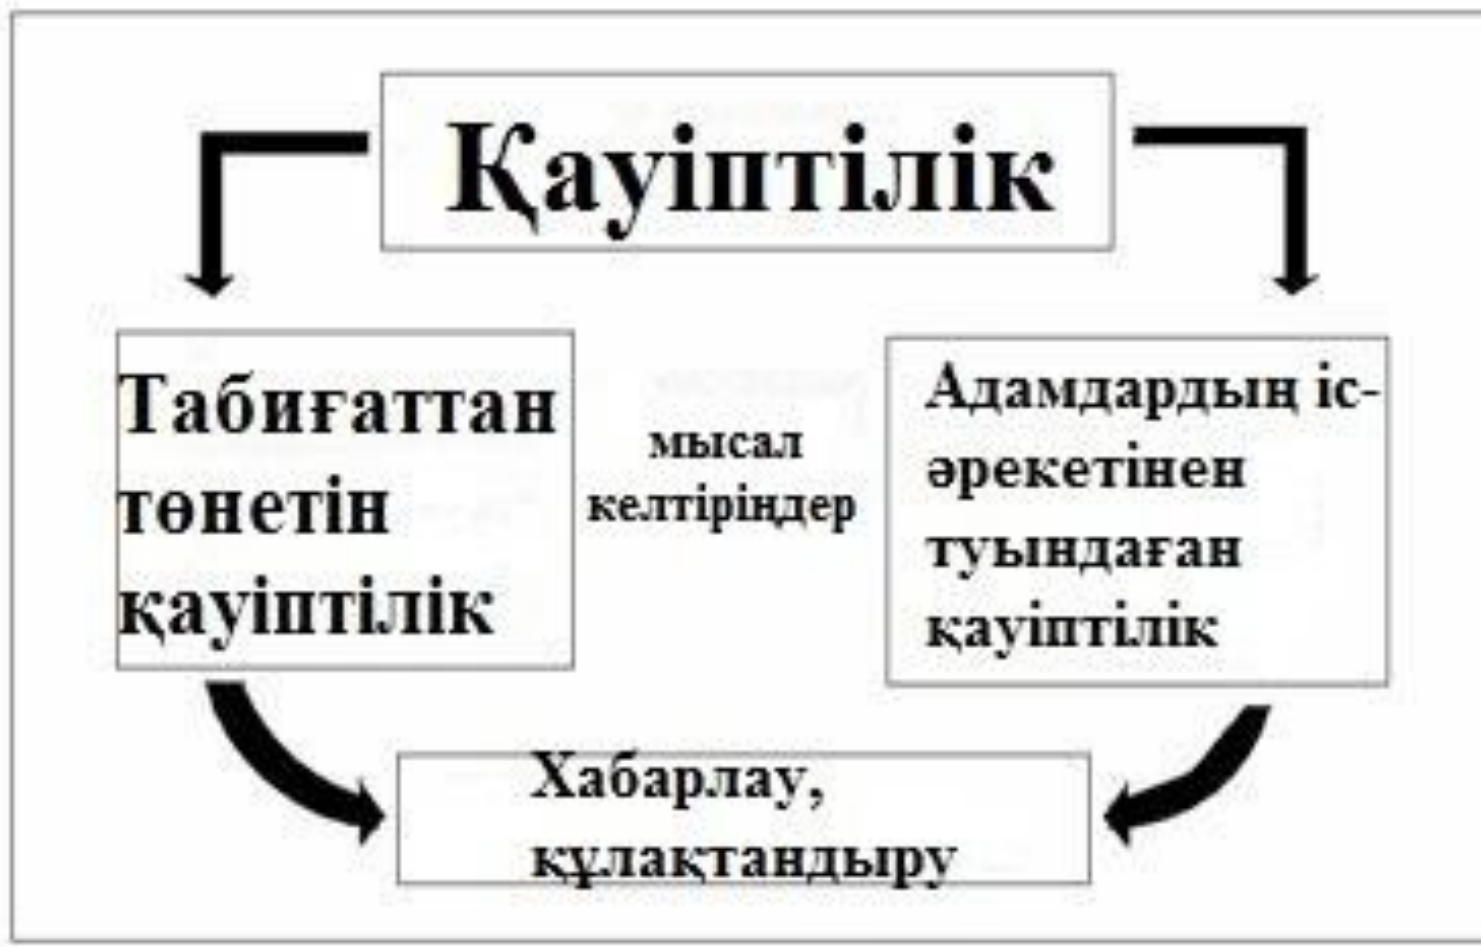 Қауіптілік
Табиғаттан
төнетін
қауіптілік
мысал
келтіріңдер
Адамдардың іс-
әрекетінен
туындаған
қауіптілік
Хабарлау,
құлақтандыру